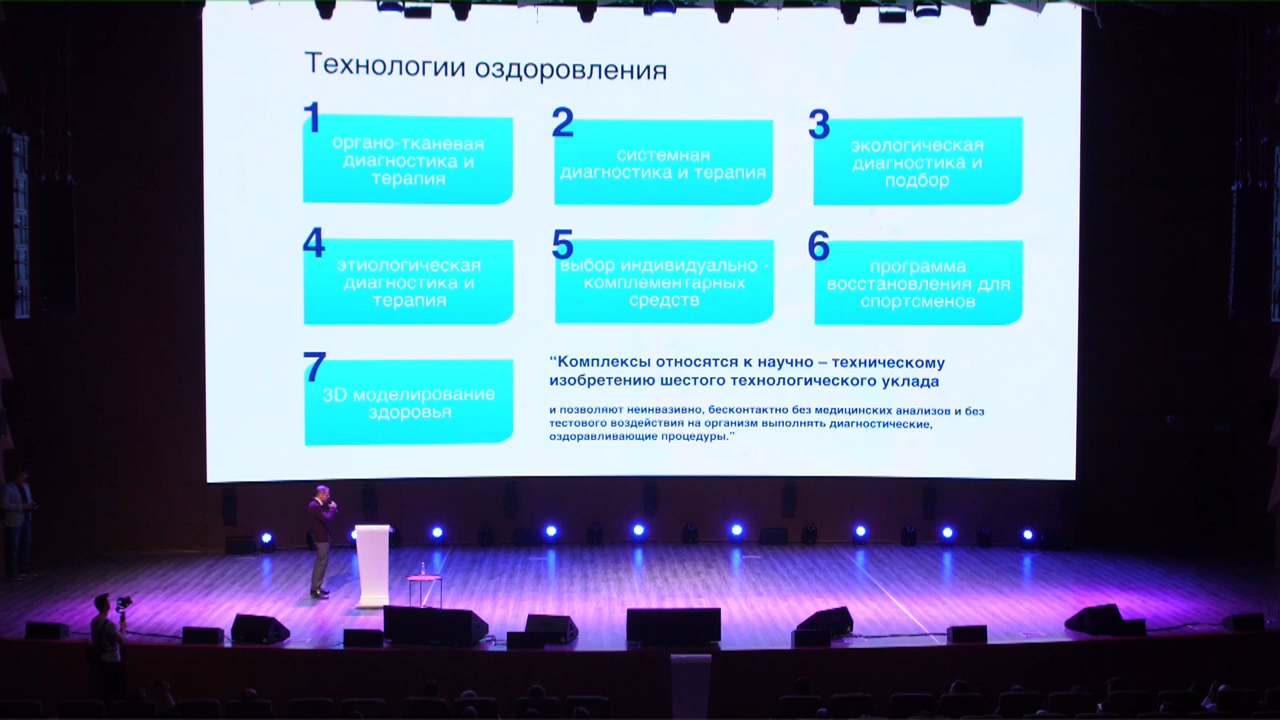 Технологии оздоровления
1
органо-тканевая
диагностика и
терапия
2
системная
диагностика и терапия
3
экологическая
диагностика и
подбор
4
этиологическая
диагностика и
терапия
5
выбор индивидуально -
комплементарных
средств
6
программа
восстановления для
спортсменов
7
3D моделирование
здоровья
“Комплексы относятся к научно – техническому
изобретению шестого технологического уклада
и позволяют неинвазивно, бесконтактно без медицинских анализов и без
тестового воздействия на организм выполнять диагностические,
оздоравливающие процедуры.”